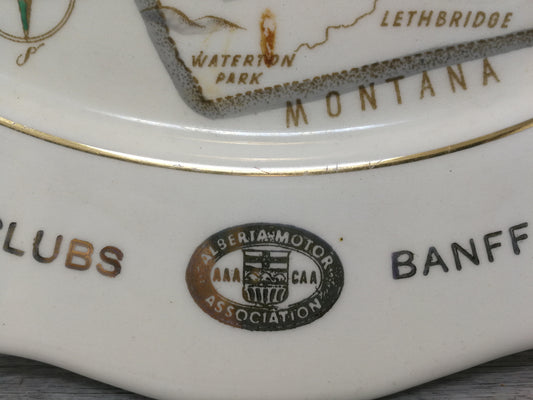 LETHBRIDGE
WATERTON
PARK
MONTANA
CLUBS
ALBERTA MOTOR
AAA CAA
ASSOCIATION
BANFF